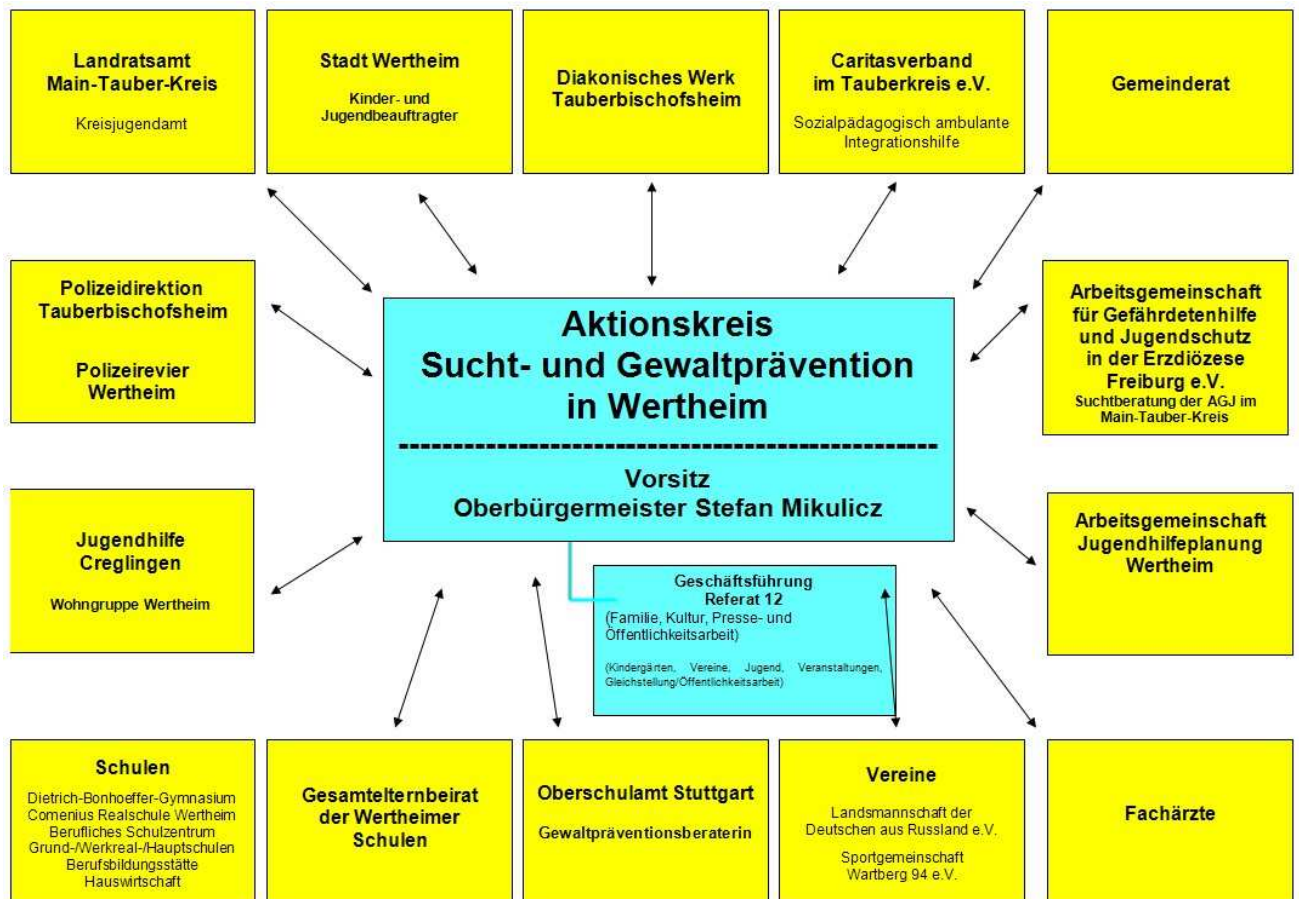 Landratsamt
Main-Tauber-Kreis
Kreisjugendamt
Stadt Wertheim
Kinder- und
Jugendbeauftragter
Diakonisches Werk
Tauberbischofsheim
Caritasverband
im Tauberkreis e.V.
Sozialpädagogisch ambulante
Integrationshilfe
Gemeinderat
Polizeidirektion
Tauberbischofsheim
Polizeirevier
Wertheim
Aktionskreis
Sucht- und Gewaltprävention
in Wertheim
Vorsitz
Oberbürgermeister Stefan Mikulicz
Arbeitsgemeinschaft
für Gefährdetenhilfe
und Jugendschutz
in der Erzdiözese
Freiburg e.V.
Suchtberatung der AGJ im
Main-Tauber-Kreis
Jugendhilfe
Creglingen
Wohngruppe Wertheim
Geschäftsführung
Referat 12
(Familie, Kultur, Presse- und
Öffentlichkeitsarbeit)
(Kindergärten, Vereine, Jugend, Veranstaltungen,
Gleichstellung/Öffentlichkeitsarbeit)
Arbeitsgemeinschaft
Jugendhilfeplanung
Wertheim
Schulen
Dietrich-Bonhoeffer-Gymnasium
Comenius Realschule Wertheim
Berufliches Schulzentrum
Grund-/Werkreal-/Hauptschulen
Berufsbildungsstätte
Hauswirtschaft
Gesamtelternbeirat
der Wertheimer
Schulen
Oberschulamt Stuttgart
Gewaltpräventionsberaterin
Vereine
Landsmannschaft der
Deutschen aus Russland e.V.
Sportgemeinschaft
Wartberg 94 e.V.
Fachärzte